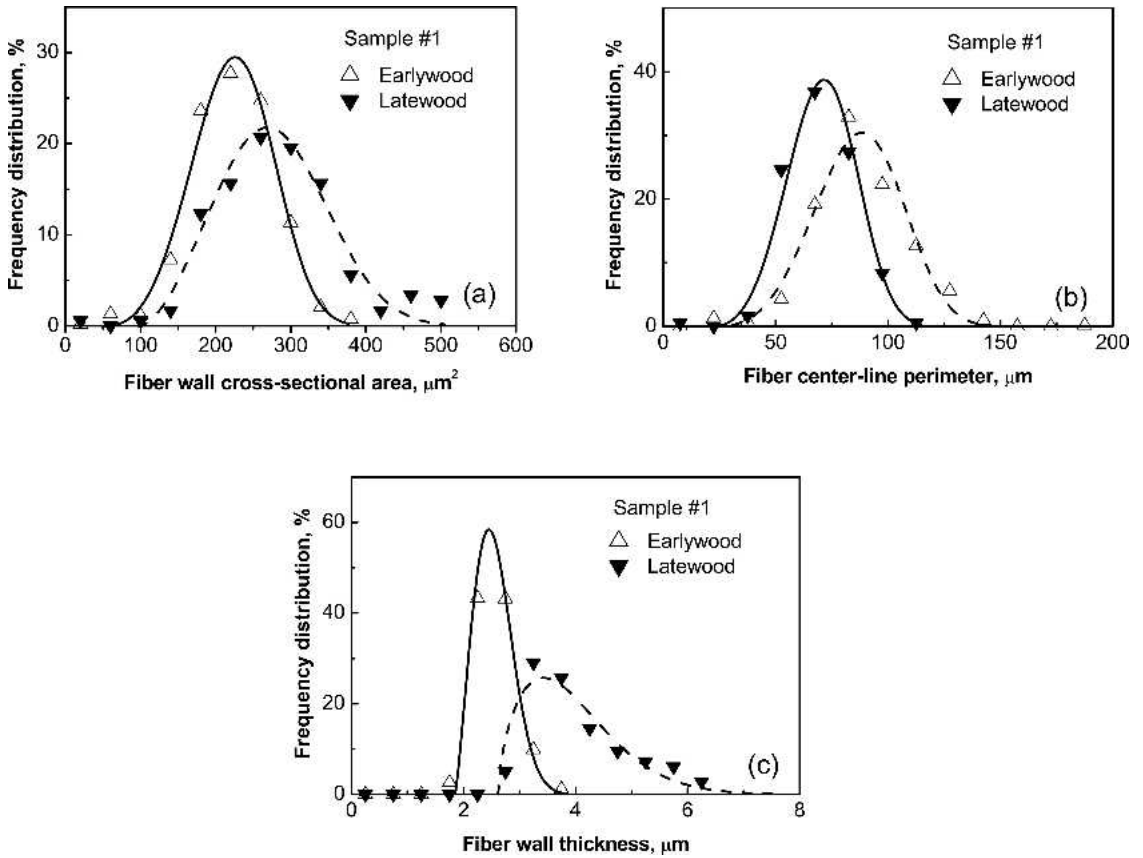 Frequency distribution, %
30
20
10
0
0 100 200 300 400 500 600
Fiber wall cross-sectional area, μm²
Sample #1
Earlywood
Latewood
(a)
Frequency distribution, %
40
20
0
0 50 100 150 200
Fiber center-line perimeter, μm
Sample #1
Earlywood
Latewood
(b)
Frequency distribution, %
60
40
20
0
0 2 4 6 8
Fiber wall thickness, μm
Sample #1
Earlywood
Latewood
(c)